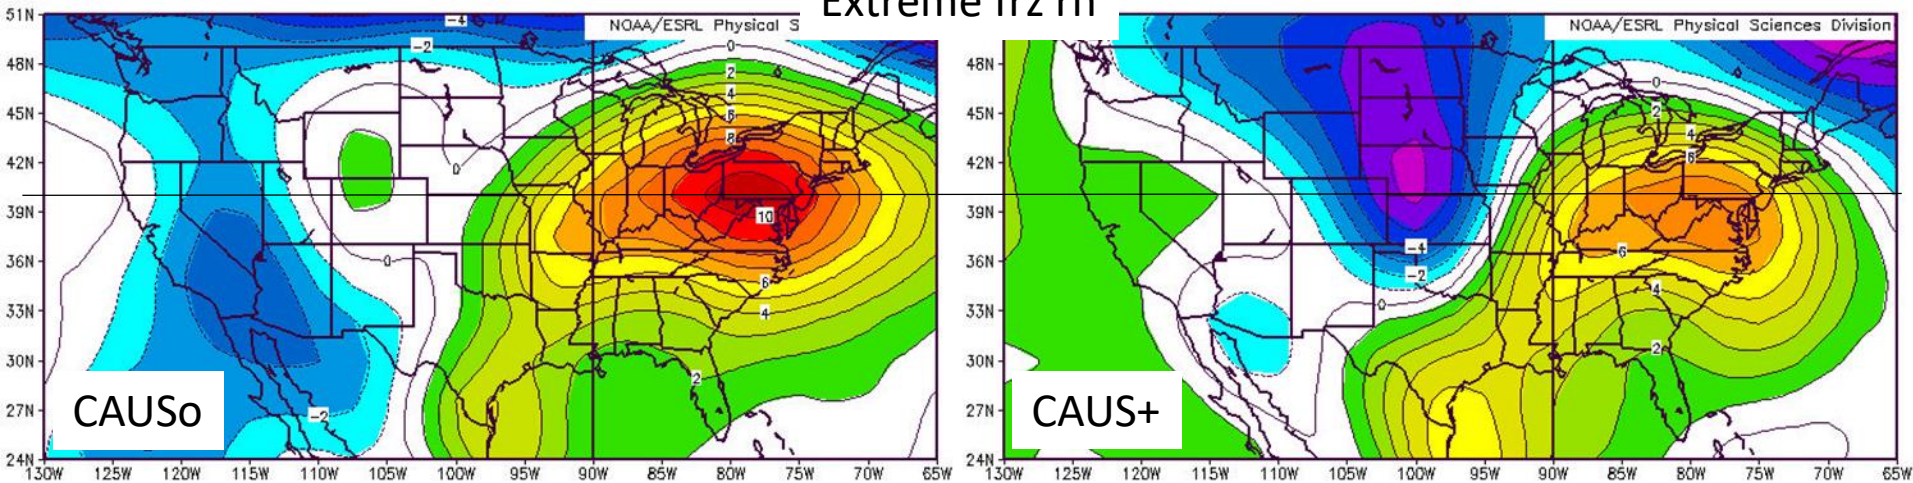 Extreme frz rn
NOAA/ESRL Physical S
51N
48N
45N
42N
39N
36N
33N
30N
27N
24N
-4
-2
0
2
4
6
8
0
0
10
6
4
2
-2
CAUSo
130W 125W 120W 115W 110W 105W 100W 95W 90W 85W 80W 75W 70W 65W
NOAA/ESRL Physical Sciences Division
48N
45N
42N
39N
36N
33N
30N
27N
24N
0
2
4
6
-4
-2
0
6
4
2
CAUS+
130W 125W 120W 115W 110W 105W 100W 95W 90W 85W 80W 75W 70W 65W